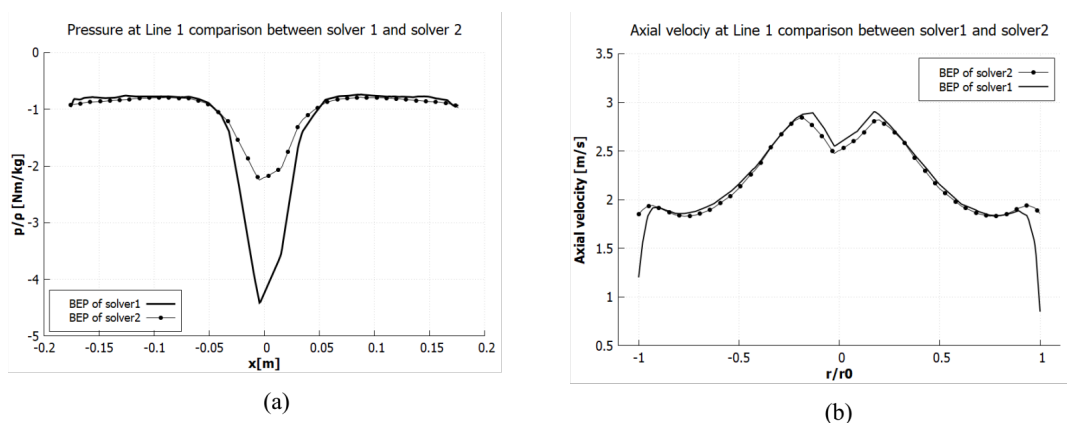 Pressure at Line 1 comparison between solver 1 and solver 2
0
-1
-2
-3
-4
-5
p/ρ [Nm/kg]
BEP of solver1
BEP of solver2
-0.2
-0.15
-0.1
-0.05
0
0.05
0.1
0.15
0.2
x[m]
(a)
Axial velociy at Line 1 comparison between solver1 and solver2
3.5
3
2.5
2
1.5
1
0.5
Axial velocity [m/s]
BEP of solver2
BEP of solver1
-1
-0.5
0
0.5
1
r/r0
(b)